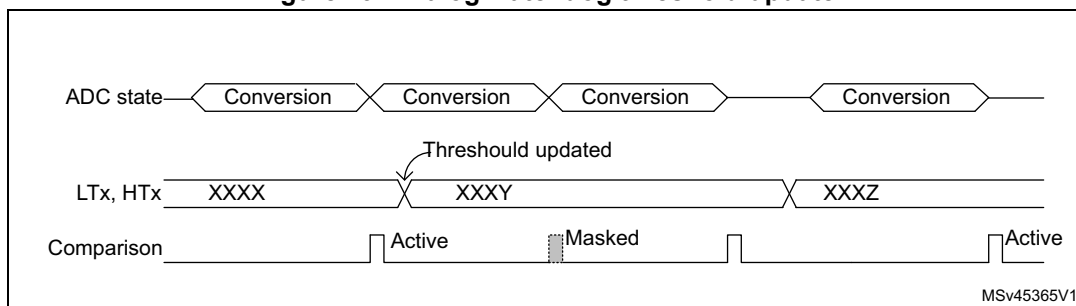 ADC state Conversion Conversion Conversion Conversion
Threshould updated
LTx, HTx XXXX XXXY XXXZ
Comparison Active Masked Active
MSv45365V1